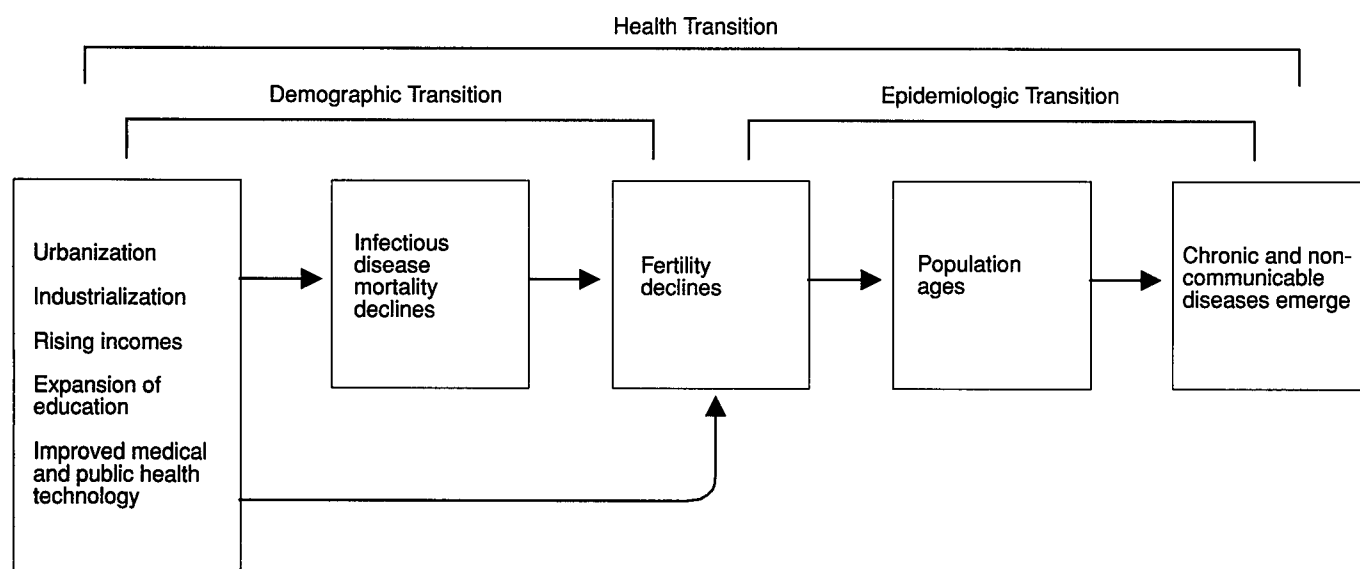 Health Transition
Demographic Transition
Epidemiologic Transition
Urbanization
Industrialization
Rising incomes
Expansion of
education
Improved medical
and public health
technology
Infectious
disease
mortality
declines
Fertility
declines
Population
ages
Chronic and non-
communicable
diseases emerge